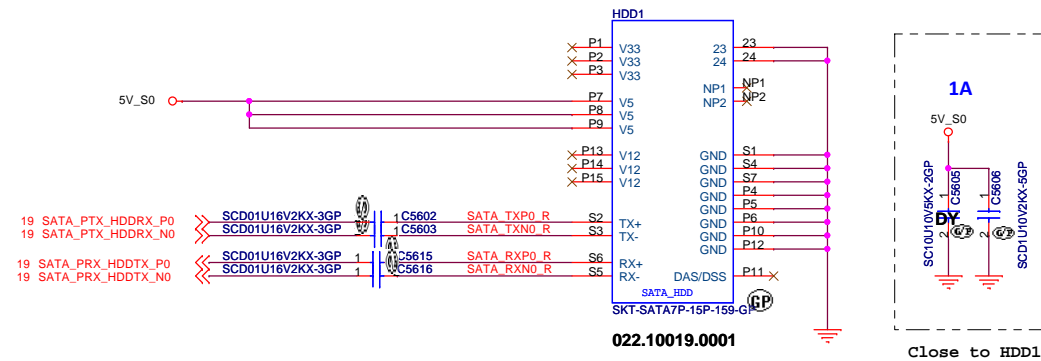 HDD1
P1 V33 23 23
P2 V33 24 24
P3 V33
NP1 NP1
NP2 NP2
5V_S0 P7 V5
P8 V5
P9 V5
P13 V12 GND S1
P14 V12 GND S4
P15 V12 GND S7
GND P4
GND P5
GND P6
GND P10
GND P12
19 SATA_PTX_HDDRX_P0 SCD01U16V2KX-3GP 1 C5602 SATA_TXP0_R S2 TX+
19 SATA_PTX_HDDRX_N0 SCD01U16V2KX-3GP 1 C5603 SATA_TXN0_R S3 TX-
19 SATA_PRX_HDDTX_P0 SCD01U16V2KX-3GP 1 C5615 SATA_RXP0_R S6 RX+
19 SATA_PRX_HDDTX_N0 SCD01U16V2KX-3GP 1 C5616 SATA_RXN0_R S5 RX-
DAS/DSS P11
SATA_HDD
SKT-SATA7P-15P-159-GP
GP
022.10019.0001
1A
5V_S0
SC10U10V5KX-2GP
1 C5605 2
DY
G/P
1 C5606 2
G/P
SCD1U10V2KX-5GP
Close to HDD1